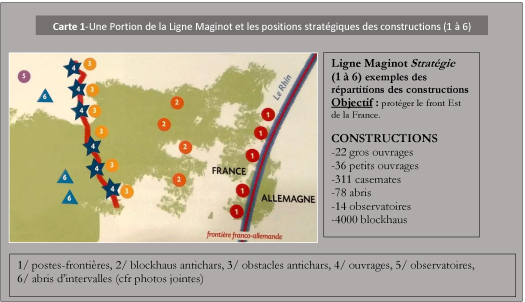 Carte 1-Une Portion de la Ligne Maginot et les positions stratégiques des constructions (1 à 6)
5
6
4
3
4
3
4
3
4
3
4
3
4
3
6
6
2
2
2
2
1
1
1
1
1
Le Rhin
FRANCE
ALLEMAGNE
frontière franco-allemande
Ligne Maginot Stratégie
(1 à 6) exemples des
répartitions des constructions
Objectif : protéger le front Est
de la France.
CONSTRUCTIONS
-22 gros ouvrages
-36 petits ouvrages
-311 casemates
-78 abris
-14 observatoires
-4000 blockhaus
1/ postes-frontières, 2/ blockhaus antichars, 3/ obstacles antichars, 4/ ouvrages, 5/ observatoires,
6/ abris d'intervalles (cfr photos jointes)